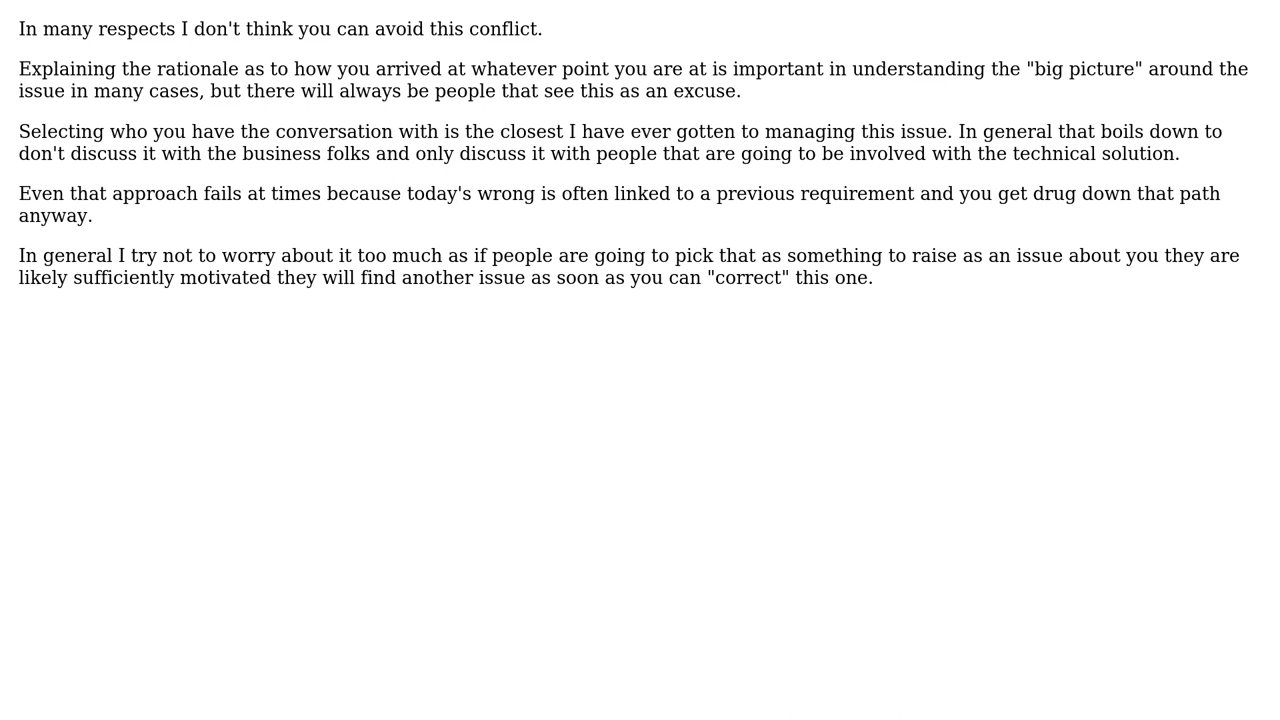 In many respects I don't think you can avoid this conflict.
Explaining the rationale as to how you arrived at whatever point you are at is important in understanding the "big picture" around the
issue in many cases, but there will always be people that see this as an excuse.
Selecting who you have the conversation with is the closest I have ever gotten to managing this issue. In general that boils down to
don't discuss it with the business folks and only discuss it with people that are going to be involved with the technical solution.
Even that approach fails at times because today's wrong is often linked to a previous requirement and you get drug down that path
anyway.
In general I try not to worry about it too much as if people are going to pick that as something to raise as an issue about you they are
likely sufficiently motivated they will find another issue as soon as you can "correct" this one.